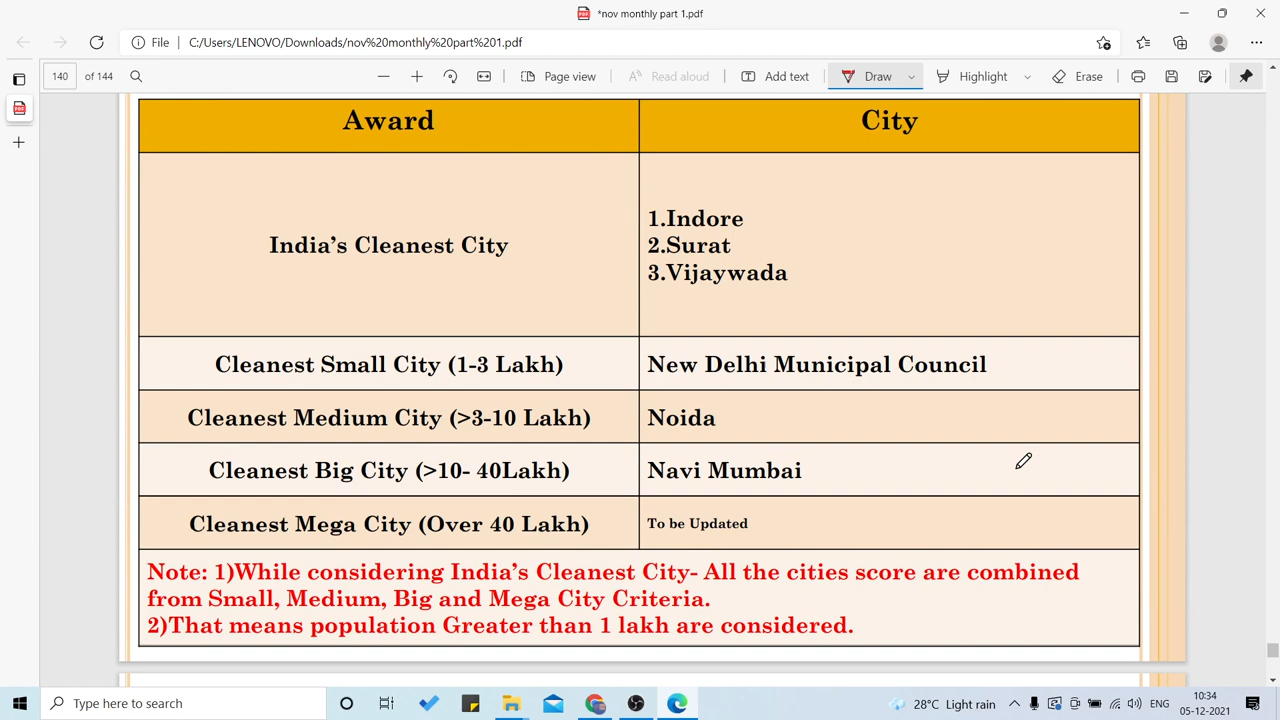 *nov monthly part 1.pdf
File | C:/Users/LENOVO/Downloads/nov%20monthly%20part%201.pdf
140 of 144 Page view Read aloud Add text Draw Highlight Erase
Award City
India’s Cleanest City
1.Indore
2.Surat
3.Vijaywada
Cleanest Small City (1-3 Lakh) New Delhi Municipal Council
Cleanest Medium City (>3-10 Lakh) Noida
Cleanest Big City (>10- 40Lakh) Navi Mumbai
Cleanest Mega City (Over 40 Lakh) To be Updated
Note: 1)While considering India’s Cleanest City- All the cities score are combined
from Small, Medium, Big and Mega City Criteria.
2)That means population Greater than 1 lakh are considered.
Type here to search 28°C Light rain ENG 10:34
05-12-2021